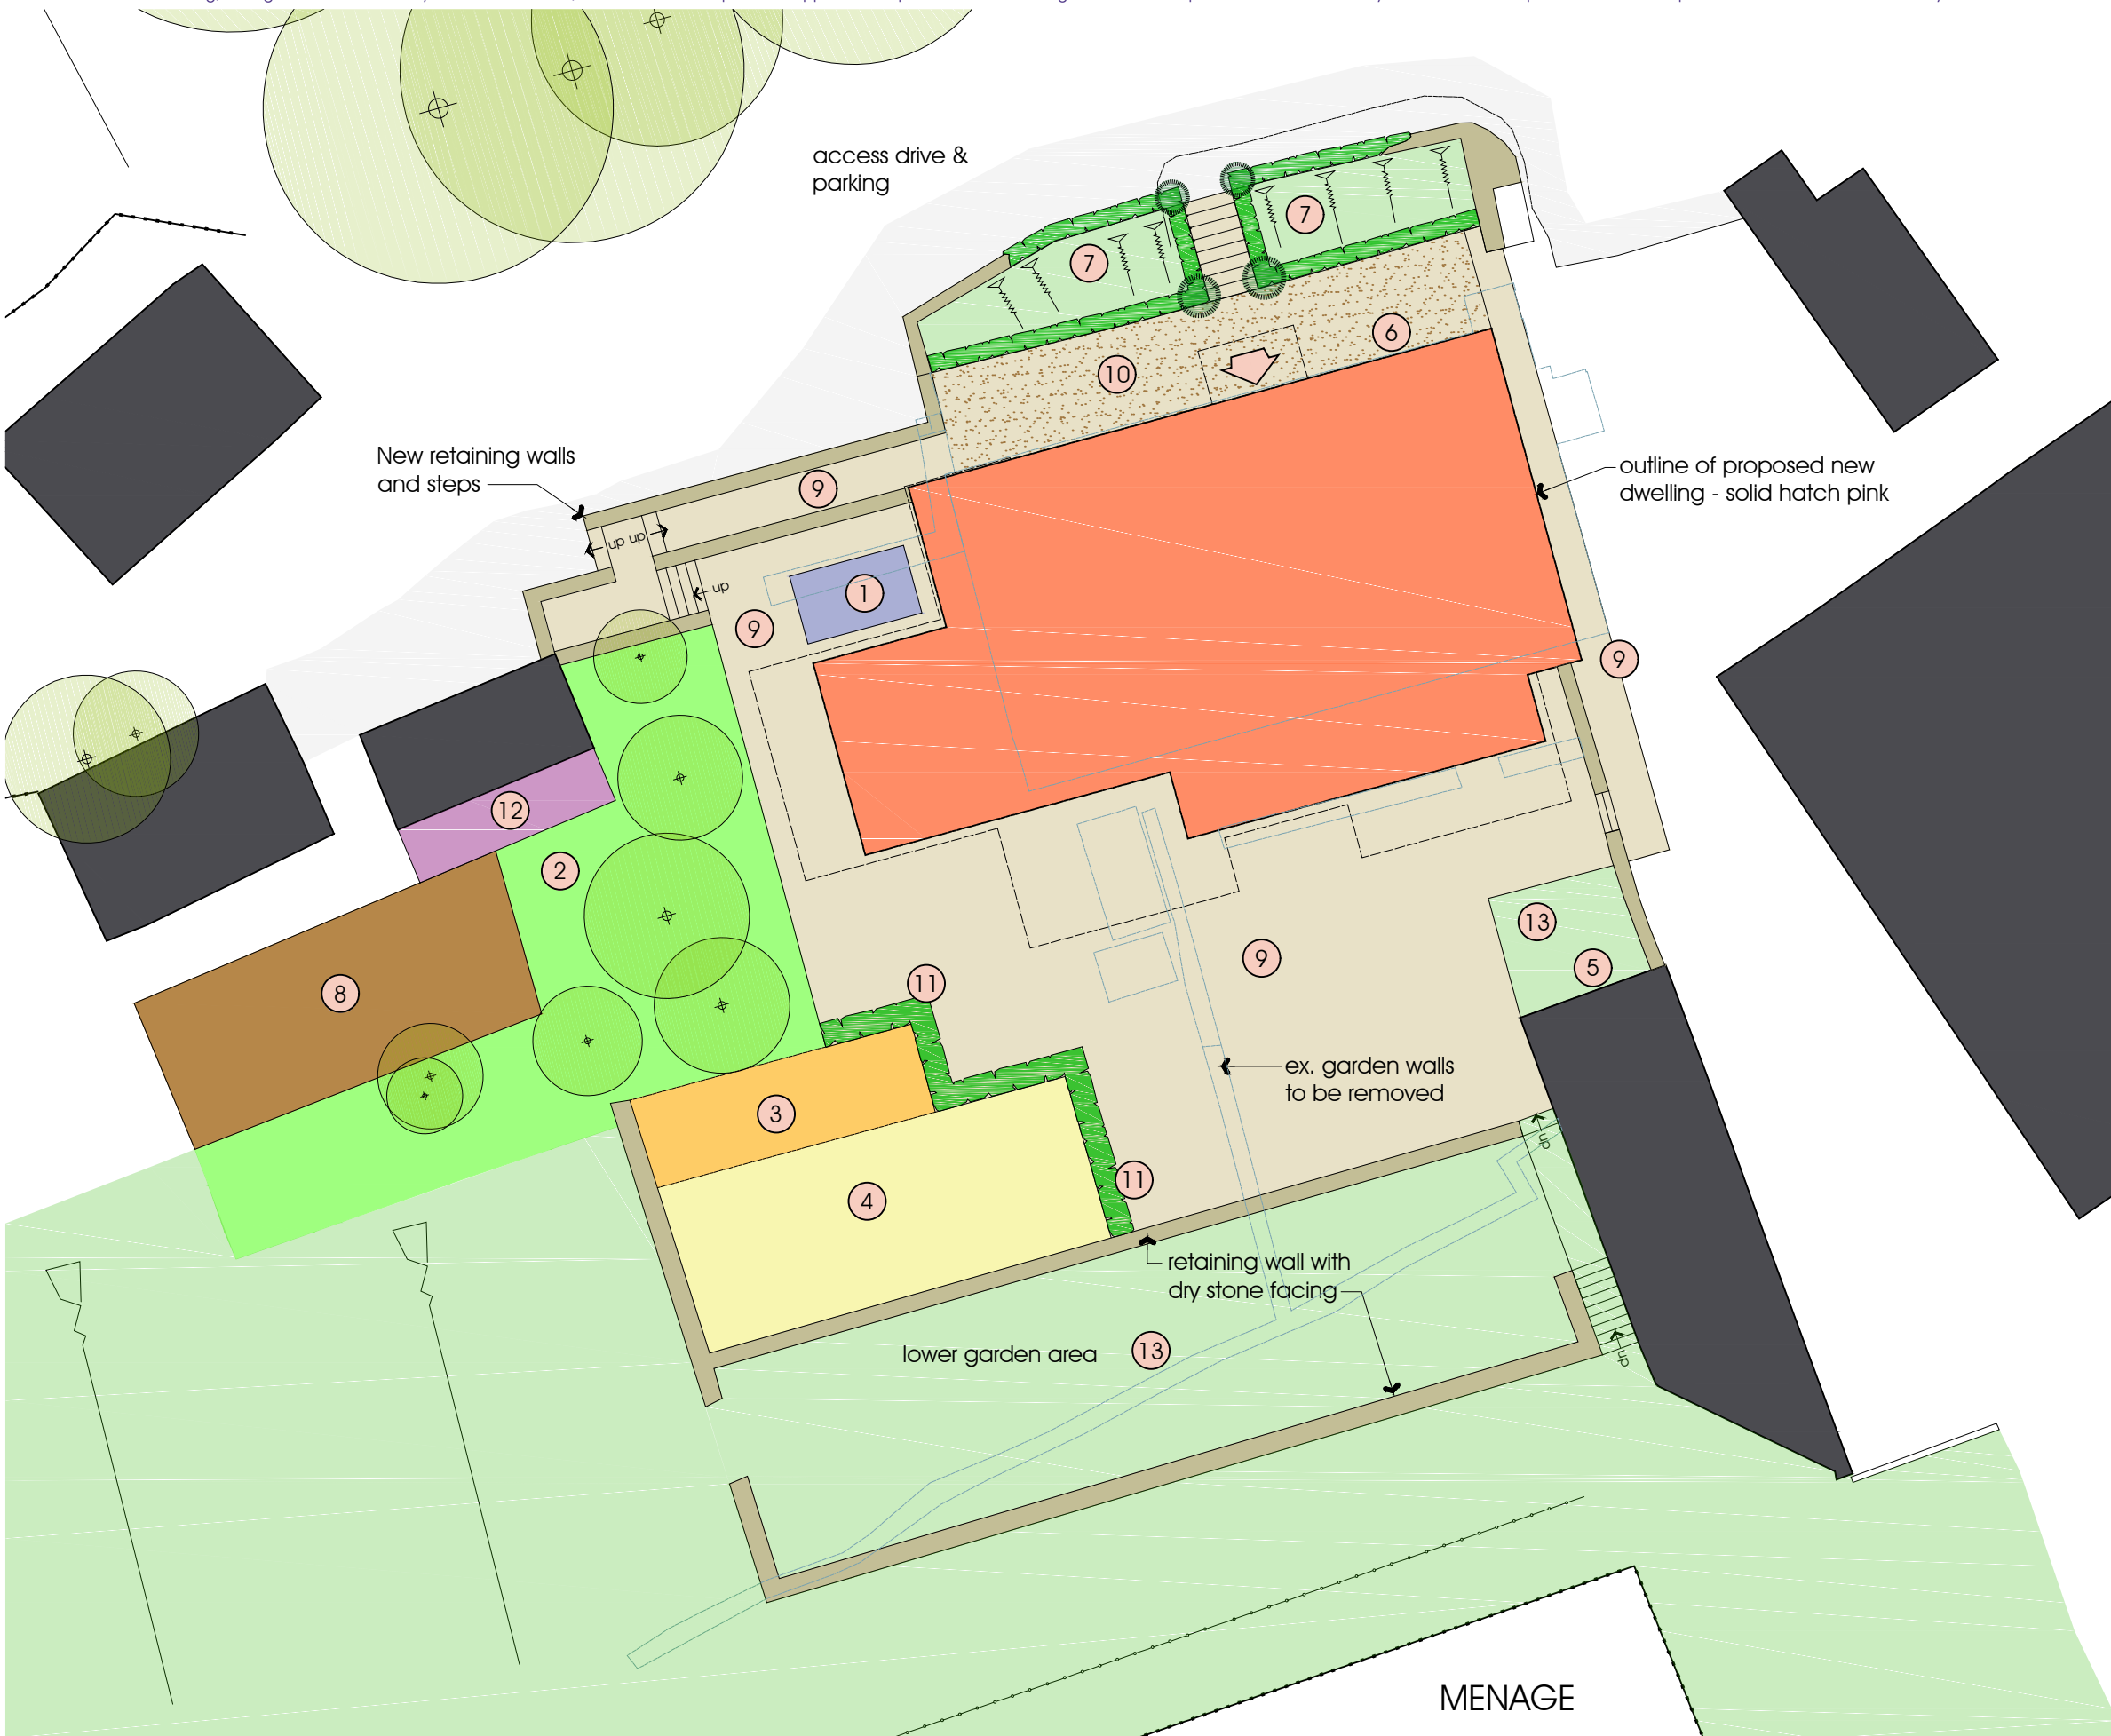 access drive &
parking
7
7
6
10
New retaining walls
and steps
outline of proposed new
dwelling - solid hatch pink
9
up up
up
1
9
9
12
2
13
5
9
11
8
ex. garden walls
to be removed
3
up
11
4
retaining wall with
dry stone facing
lower garden area
13
up
MENAGE